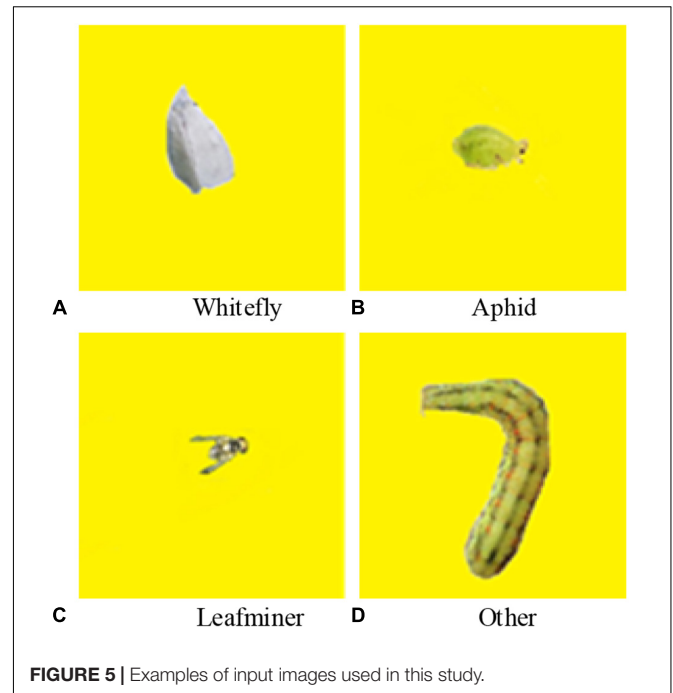 A Whitefly B Aphid
C Leafminer D Other
FIGURE 5 | Examples of input images used in this study.